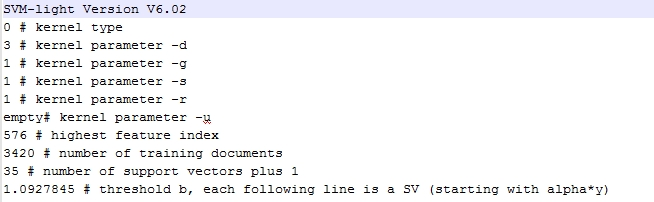 SVM-light Version V6.02
0 # kernel type
3 # kernel parameter -d
1 # kernel parameter -g
1 # kernel parameter -s
1 # kernel parameter -r
empty# kernel parameter -u
576 # highest feature index
3420 # number of training documents
35 # number of support vectors plus 1
1.0927845 # threshold b, each following line is a SV (starting with alpha*y)